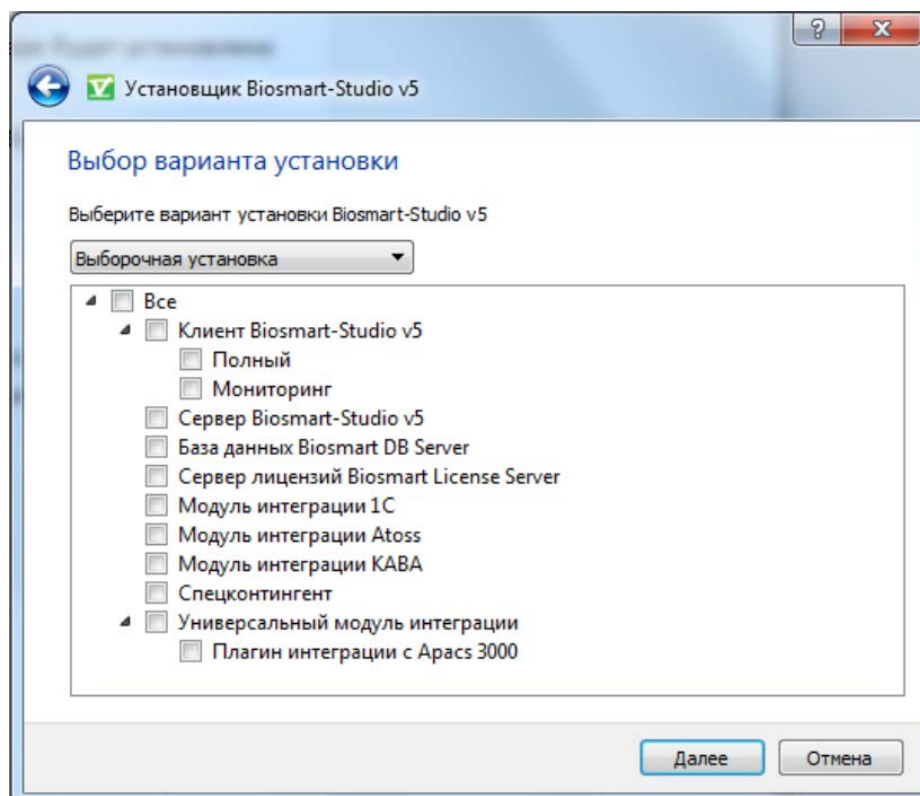 будет установлена
Установщик Biosmart-Studio v5
Выбор варианта установки
Выберите вариант установки Biosmart-Studio v5
Выборочная установка
Все
Клиент Biosmart-Studio v5
Полный
Мониторинг
Сервер Biosmart-Studio v5
База данных Biosmart DB Server
Сервер лицензий Biosmart License Server
Модуль интеграции 1С
Модуль интеграции Atoss
Модуль интеграции KABA
Спецконтингент
Универсальный модуль интеграции
Плагин интеграции с Apacs 3000
Далее
Отмена